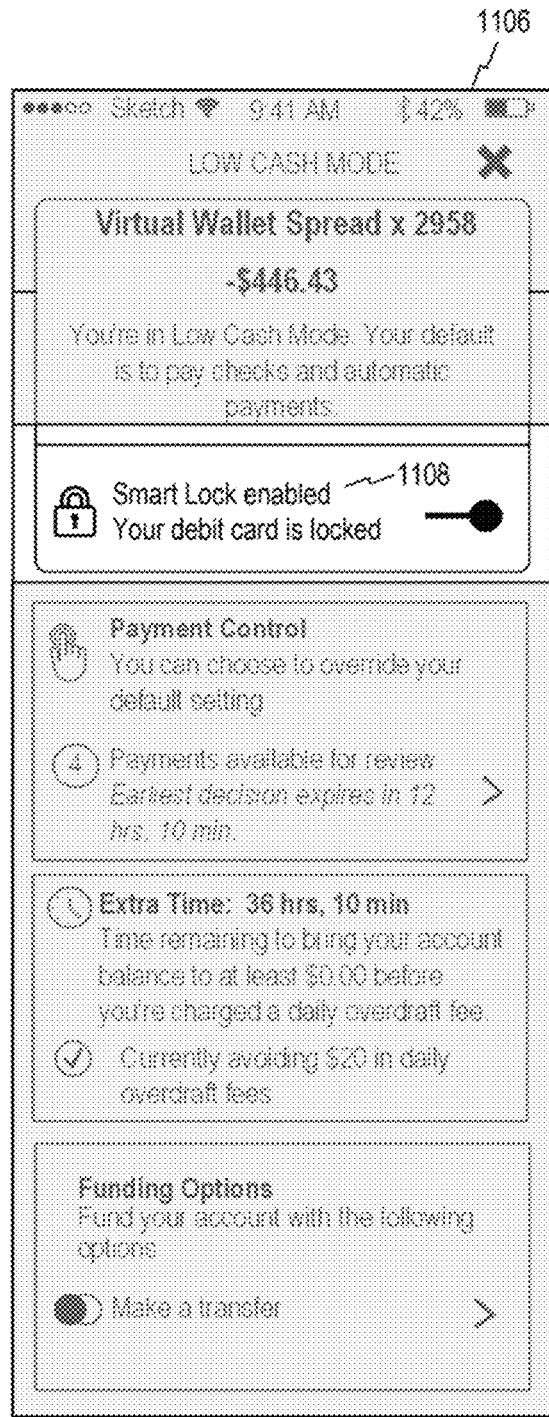 1106
Sketch 9:41 AM 42%
LOW CASH MODE
Virtual Wallet Spread x 2958
-$446.43
You're in Low Cash Mode. Your default
is to pay checks and automatic
payments.
Smart Lock enabled 1108
Your debit card is locked
Payment Control
You can choose to override your
default setting
4 Payments available for review
Earliest decision expires in 12
hrs, 10 min.
Extra Time: 36 hrs, 10 min
Time remaining to bring your account
balance to at least $0.00 before
you're charged a daily overdraft fee.
Currently avoiding $20 in daily
overdraft fees
Funding Options
Fund your account with the following
options
Make a transfer